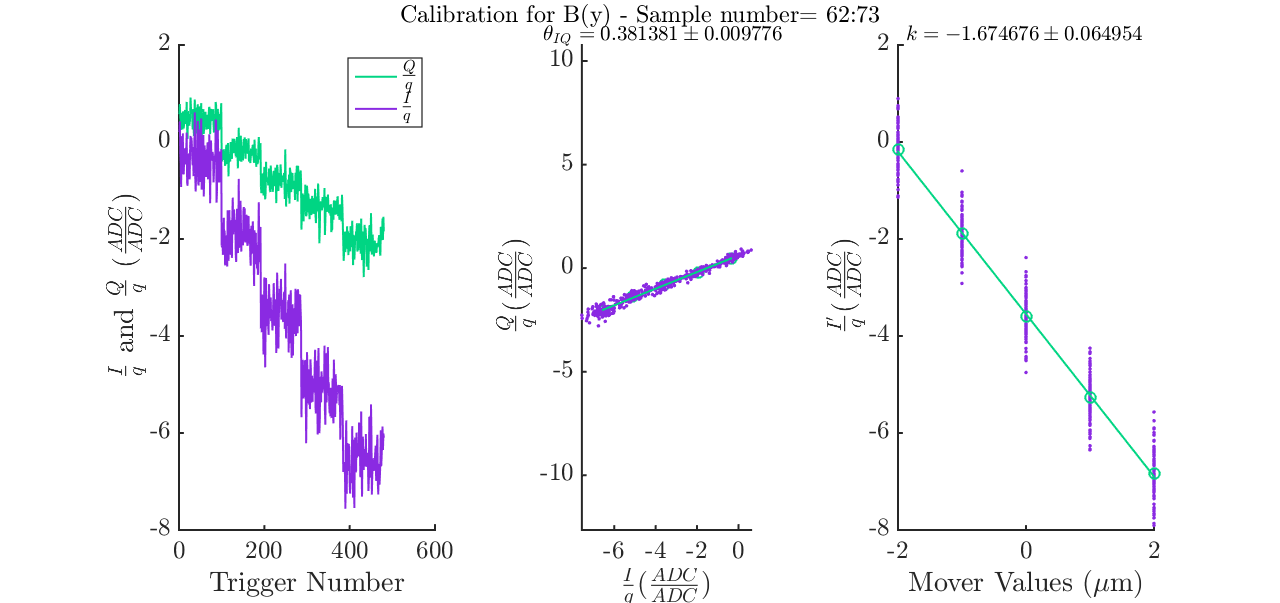 Calibration for B(y) - Sample number= 62:73
θ_IQ = 0.381381 ± 0.009776
k = −1.674676 ± 0.064954
2
0
-2
-4
-6
-8
0 200 400 600
Trigger Number
I/q and Q/q (ADC/ADC)
Q/q
I/q
10
5
0
-5
-10
-6 -4 -2 0
I/q (ADC/ADC)
Q/q (ADC/ADC)
2
0
-2
-4
-6
-8
-2 0 2
Mover Values (μm)
I'/q (ADC/ADC)